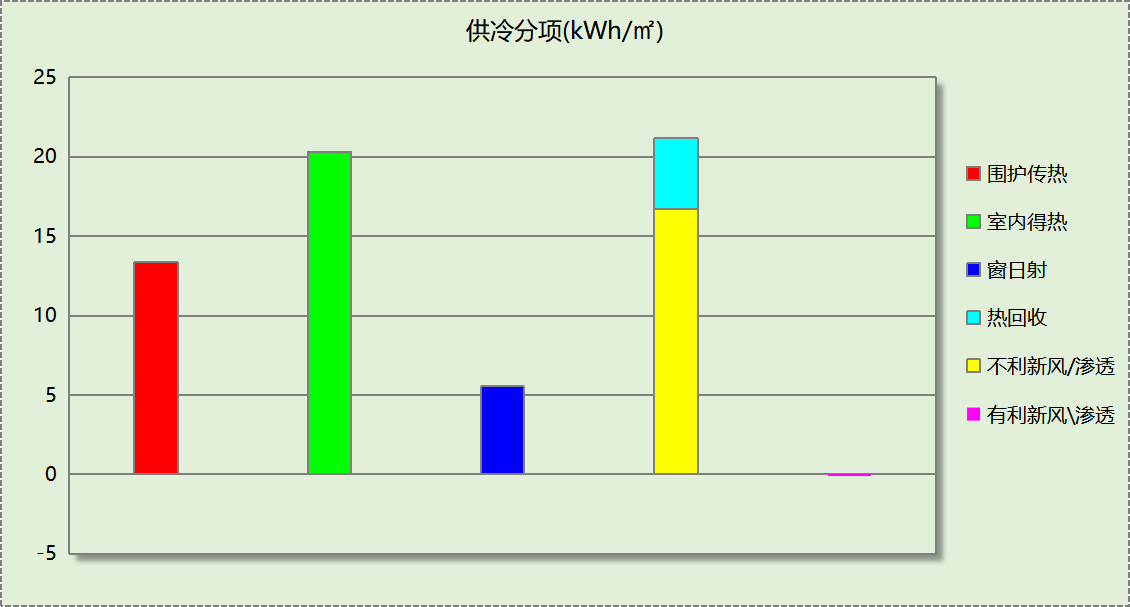 供冷分项(kWh/㎡)
25
20
15
10
5
0
-5
围护传热
室内得热
窗日射
热回收
不利新风/渗透
有利新风\渗透